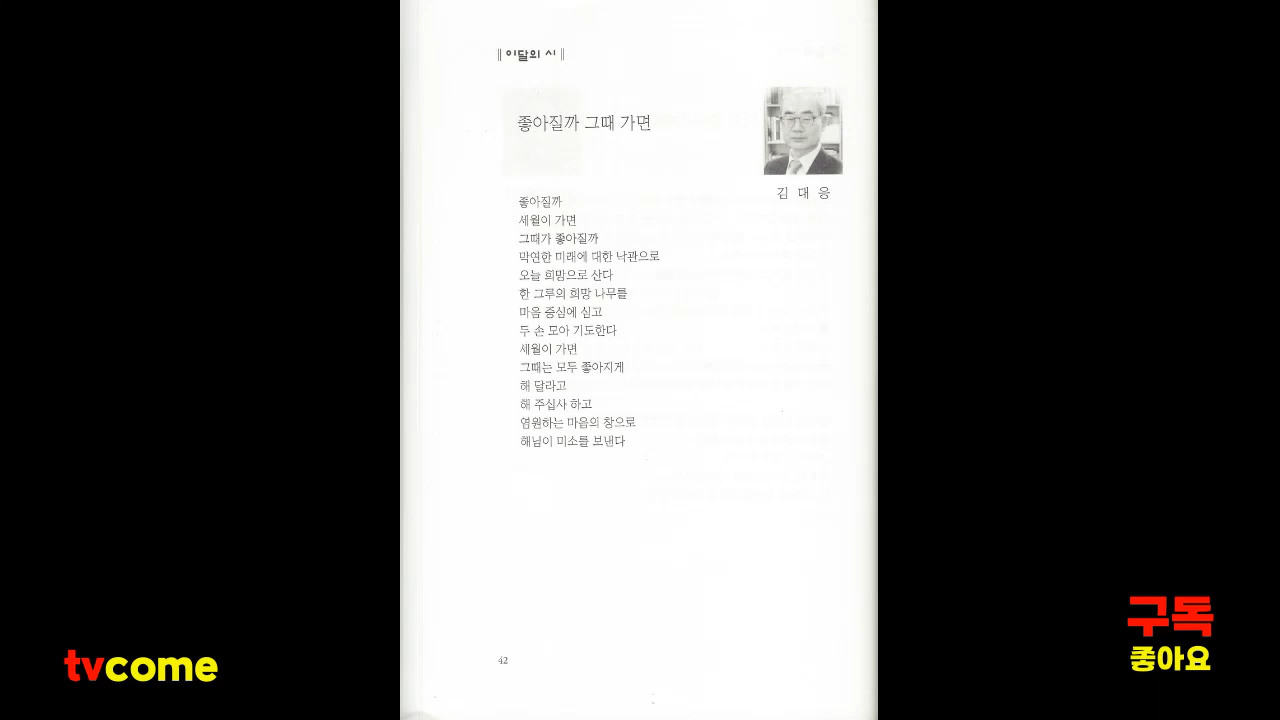 이달의 시
좋아질까 그때 가면
김 대 응
좋아질까
세월이 가면
그때가 좋아질까
막연한 미래에 대한 낙관으로
오늘 희망으로 산다
한 그루의 희망 나무를
마음 중심에 심고
두 손 모아 기도한다
세월이 가면
그때는 모두 좋아지게
해 달라고
해 주십사 하고
염원하는 마음의 창으로
해님이 미소를 보낸다
42
tvcome
구독
좋아요